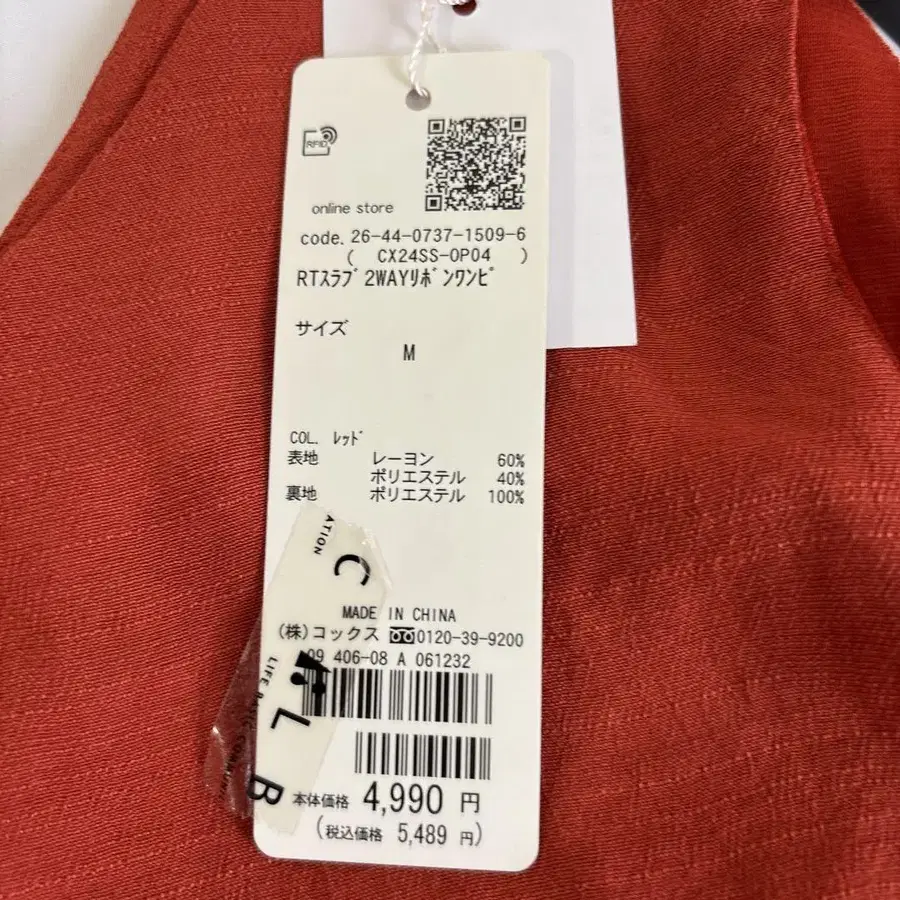 RFID
online store
code. 26-44-0737-1509-6
( CX24SS-OP04 )
RTｽﾗﾌﾞ 2WAYﾘﾎﾞﾝﾜﾝﾋﾟ
サイズ
M
COL. ﾚｯﾄﾞ
表地 レーヨン 60%
ポリエステル 40%
裏地 ポリエステル 100%
ATION
C
MADE IN CHINA
(株)コックス 0120-39-9200
09 406-08 A 061232
LIFE
L
B
本体価格 4,990 円
(税込価格 5,489 円)